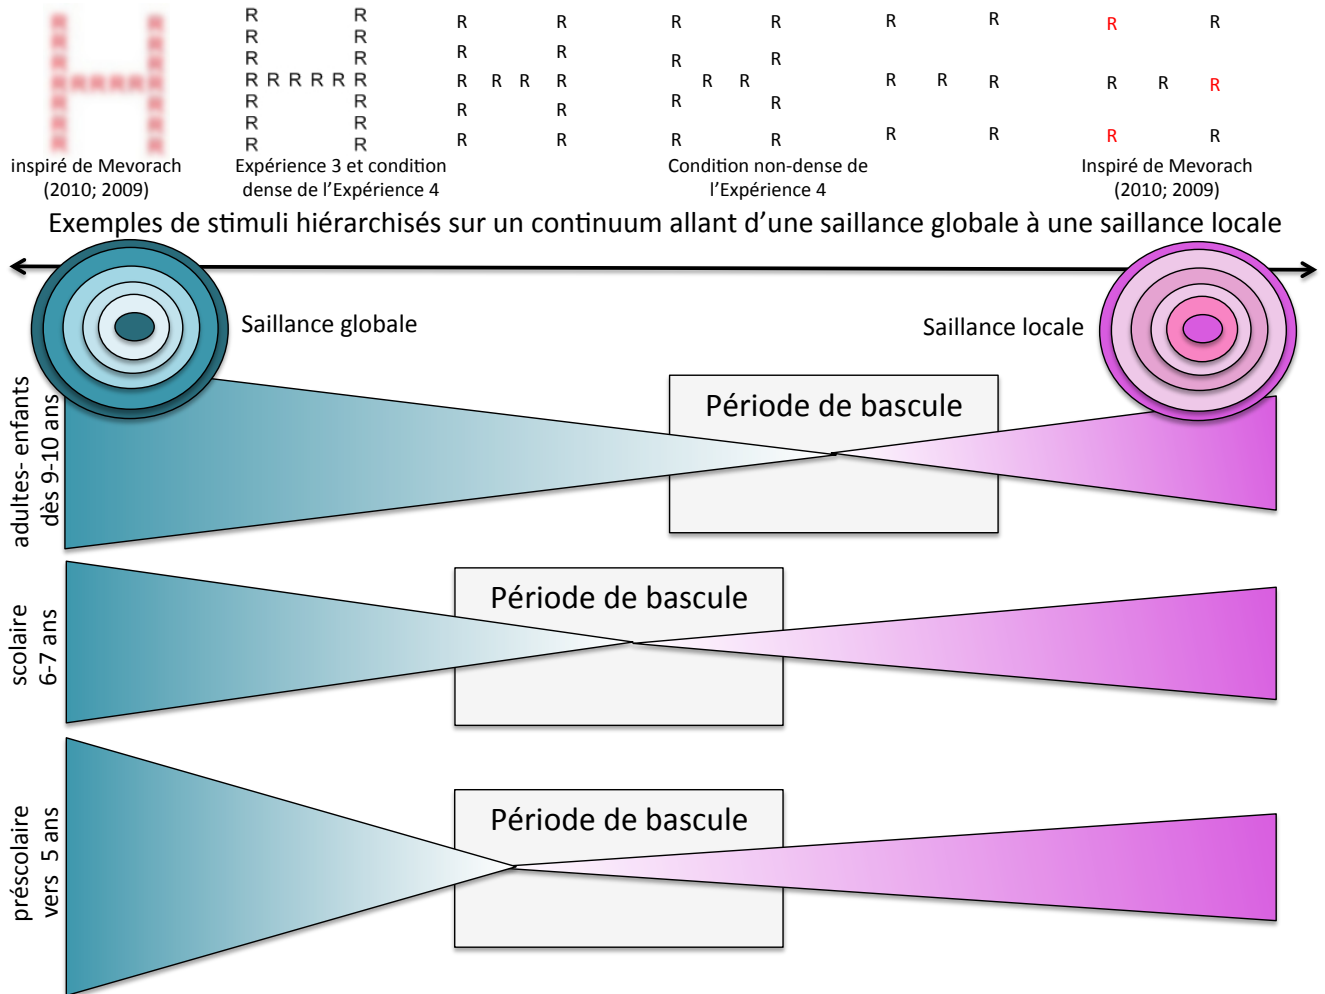 R R R R R R R R R R
R R
R R R R
R R
R R R R
R R R R R R R R R R R R R R R R R R R R R R R R R R
R R
R R R R
R R
R R
R R R R R R R R R R
inspiré de Mevorach
(2010; 2009)
Expérience 3 et condition
dense de l’Expérience 4
Condition non-dense de
l’Expérience 4
Inspiré de Mevorach
(2010; 2009)
Exemples de stimuli hiérarchisés sur un continuum allant d’une saillance globale à une saillance locale
Saillance globale
Saillance locale
adultes- enfants
dès 9-10 ans
Période de bascule
scolaire
6-7 ans
Période de bascule
préscolaire
vers 5 ans
Période de bascule